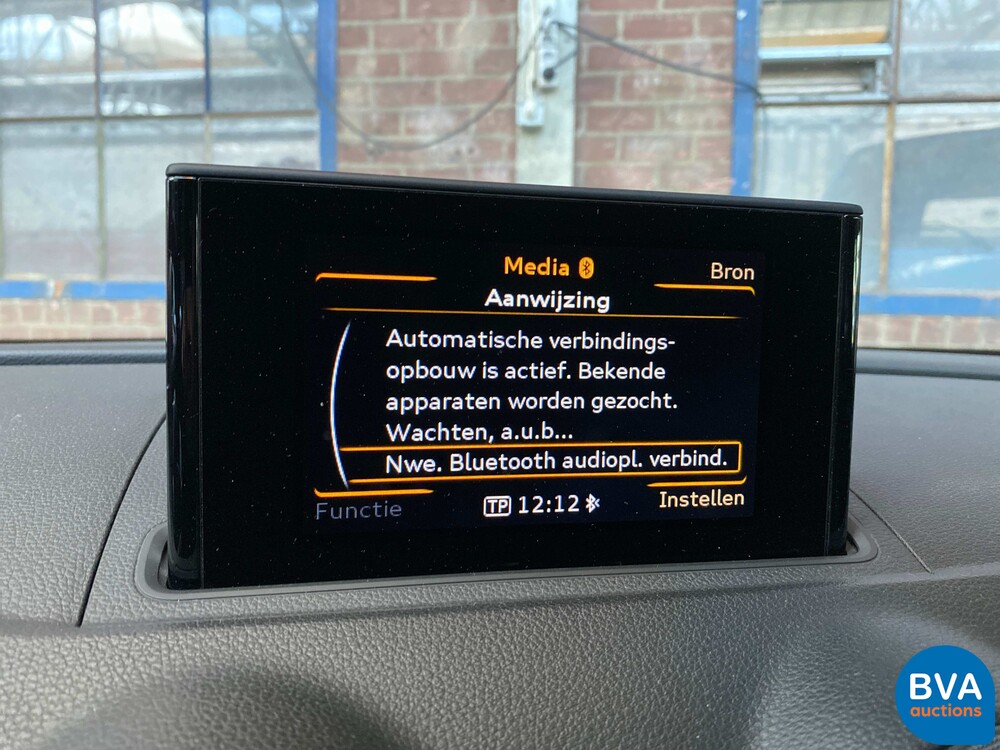 Media
Bron
Aanwijzing
Automatische verbindings-
opbouw is actief. Bekende
apparaten worden gezocht.
Wachten, a.u.b...
Nwe. Bluetooth audiopl. verbind.
Functie
TP 12:12
Instellen
BVA
auctions